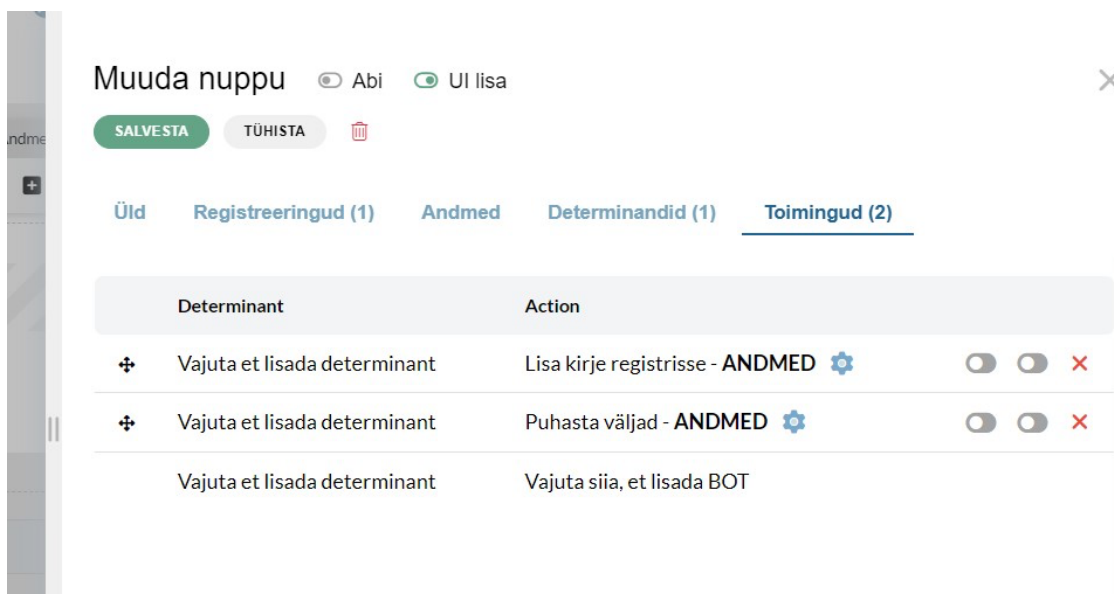 Muuda nuppu Abi UI lisa
SALVESTA TÜHISTA
Üld Registreeringud (1) Andmed Determinandid (1) Toimingud (2)
Determinant Action
Vajuta et lisada determinant Lisa kirje registrisse - ANDMED
Vajuta et lisada determinant Puhasta väljad - ANDMED
Vajuta et lisada determinant Vajuta siia, et lisada BOT